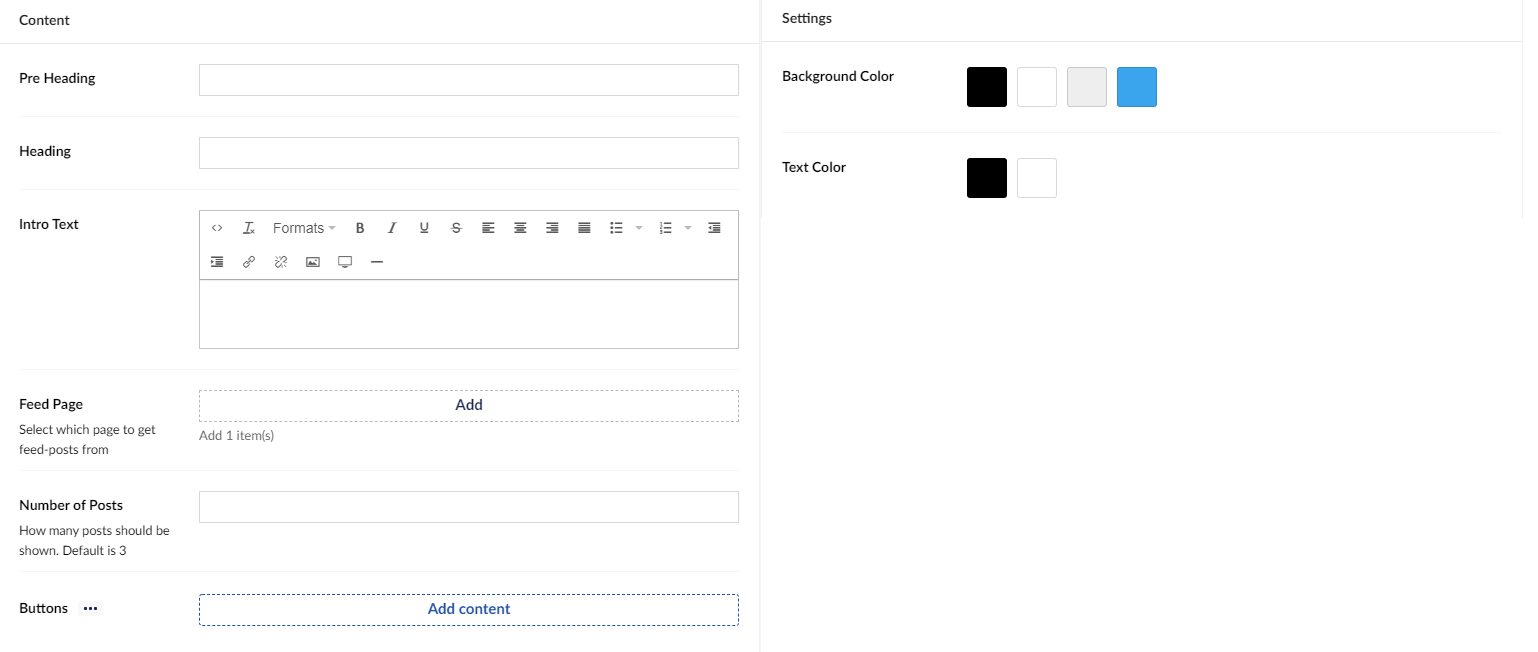 Content
Pre Heading
Heading
Intro Text
Formats
Feed Page
Select which page to get
feed-posts from
Add
Add 1 item(s)
Number of Posts
How many posts should be
shown. Default is 3
Buttons
Add content
Settings
Background Color
Text Color